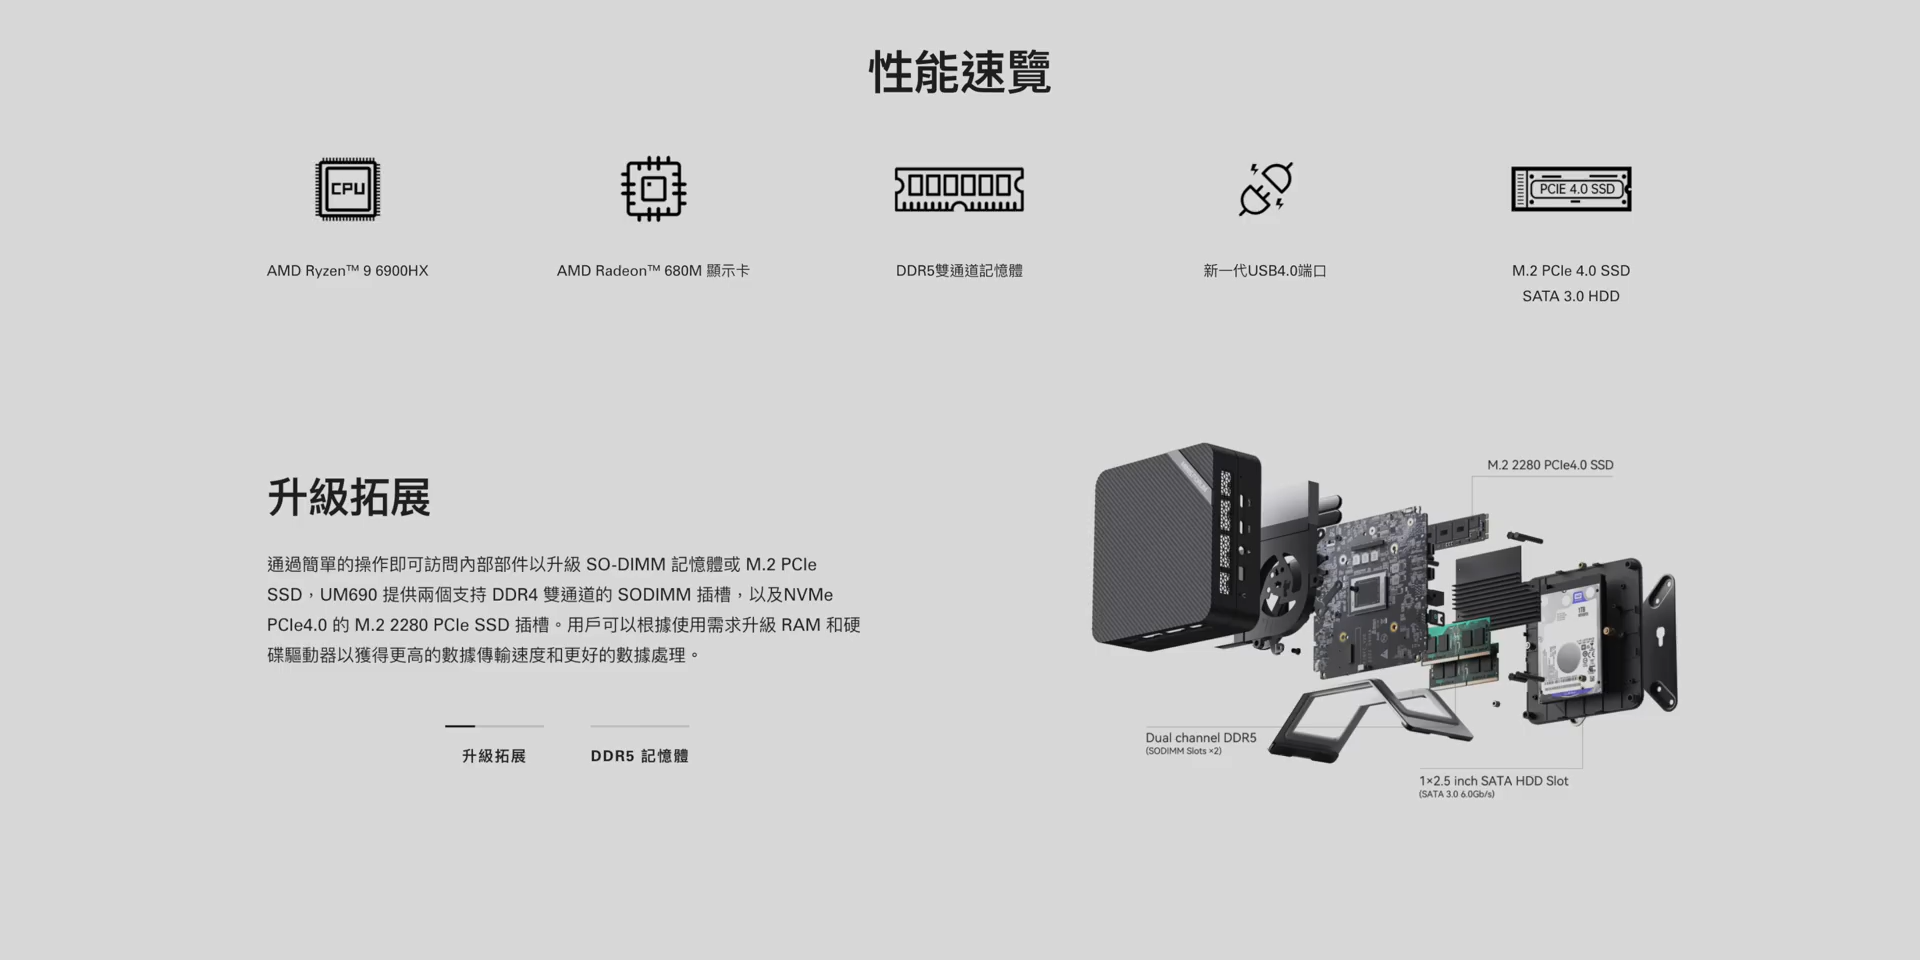 性能速覽
CPU
PCIE 4.0 SSD
AMD Ryzen™ 9 6900HX
AMD Radeon™ 680M 顯示卡
DDR5雙通道記憶體
新一代USB4.0端口
M.2 PCIe 4.0 SSD
SATA 3.0 HDD
升級拓展
通過簡單的操作即可訪問內部部件以升級 SO-DIMM 記憶體或 M.2 PCIe
SSD，UM690 提供兩個支持 DDR4 雙通道的 SODIMM 插槽，以及NVMe
PCIe4.0 的 M.2 2280 PCIe SSD 插槽。用戶可以根據使用需求升級 RAM 和硬
碟驅動器以獲得更高的數據傳輸速度和更好的數據處理。
升級拓展
DDR5 記憶體
M.2 2280 PCIe4.0 SSD
Dual channel DDR5
(SODIMM Slots ×2)
1×2.5 inch SATA HDD Slot
(SATA 3.0 6.0Gb/s)